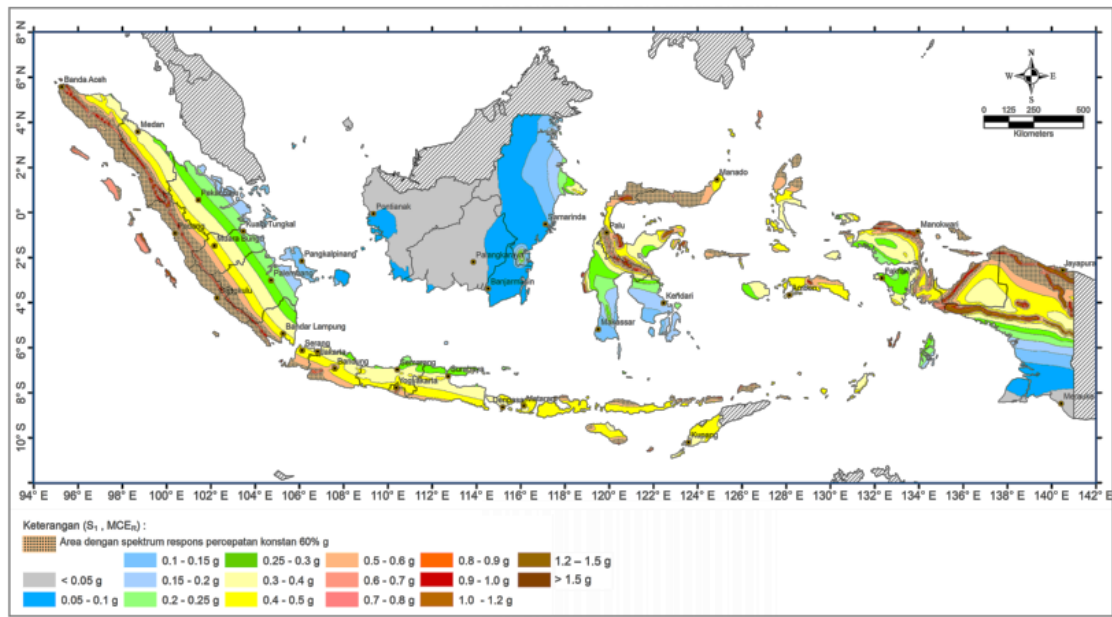 8° N
6° N
4° N
2° N
0°
2° S
4° S
6° S
8° S
10° S
Banda Aceh
Medan
Pekanbaru
Padang
Kuala Tungkal
Muara Bungo
Pangkalpinang
Palembang
Bengkulu
Bandar Lampung
Serang
Jakarta
Bandung
Semarang
Surabaya
Yogyakarta
Denpasar
Mataram
Kupang
Pontianak
Samarinda
Palangkaraya
Banjarmasin
Manado
Palu
Kendari
Makassar
Ambon
Manokwari
Jayapura
Merauke
N
W E
S
0 125 250 500
Kilometers
94° E 96° E 98° E 100° E 102° E 104° E 106° E 108° E 110° E 112° E 114° E 116° E 118° E 120° E 122° E 124° E 126° E 128° E 130° E 132° E 134° E 136° E 138° E 140° E 142° E
Keterangan (S₁ , MCEᵣ) :
Area dengan spektrum respons percepatan konstan 60% g
0.1 - 0.15 g 0.25 - 0.3 g 0.5 - 0.6 g 0.8 - 0.9 g 1.2 – 1.5 g
< 0.05 g 0.15 - 0.2 g 0.3 - 0.4 g 0.6 - 0.7 g 0.9 - 1.0 g > 1.5 g
0.05 - 0.1 g 0.2 - 0.25 g 0.4 - 0.5 g 0.7 - 0.8 g 1.0 - 1.2 g